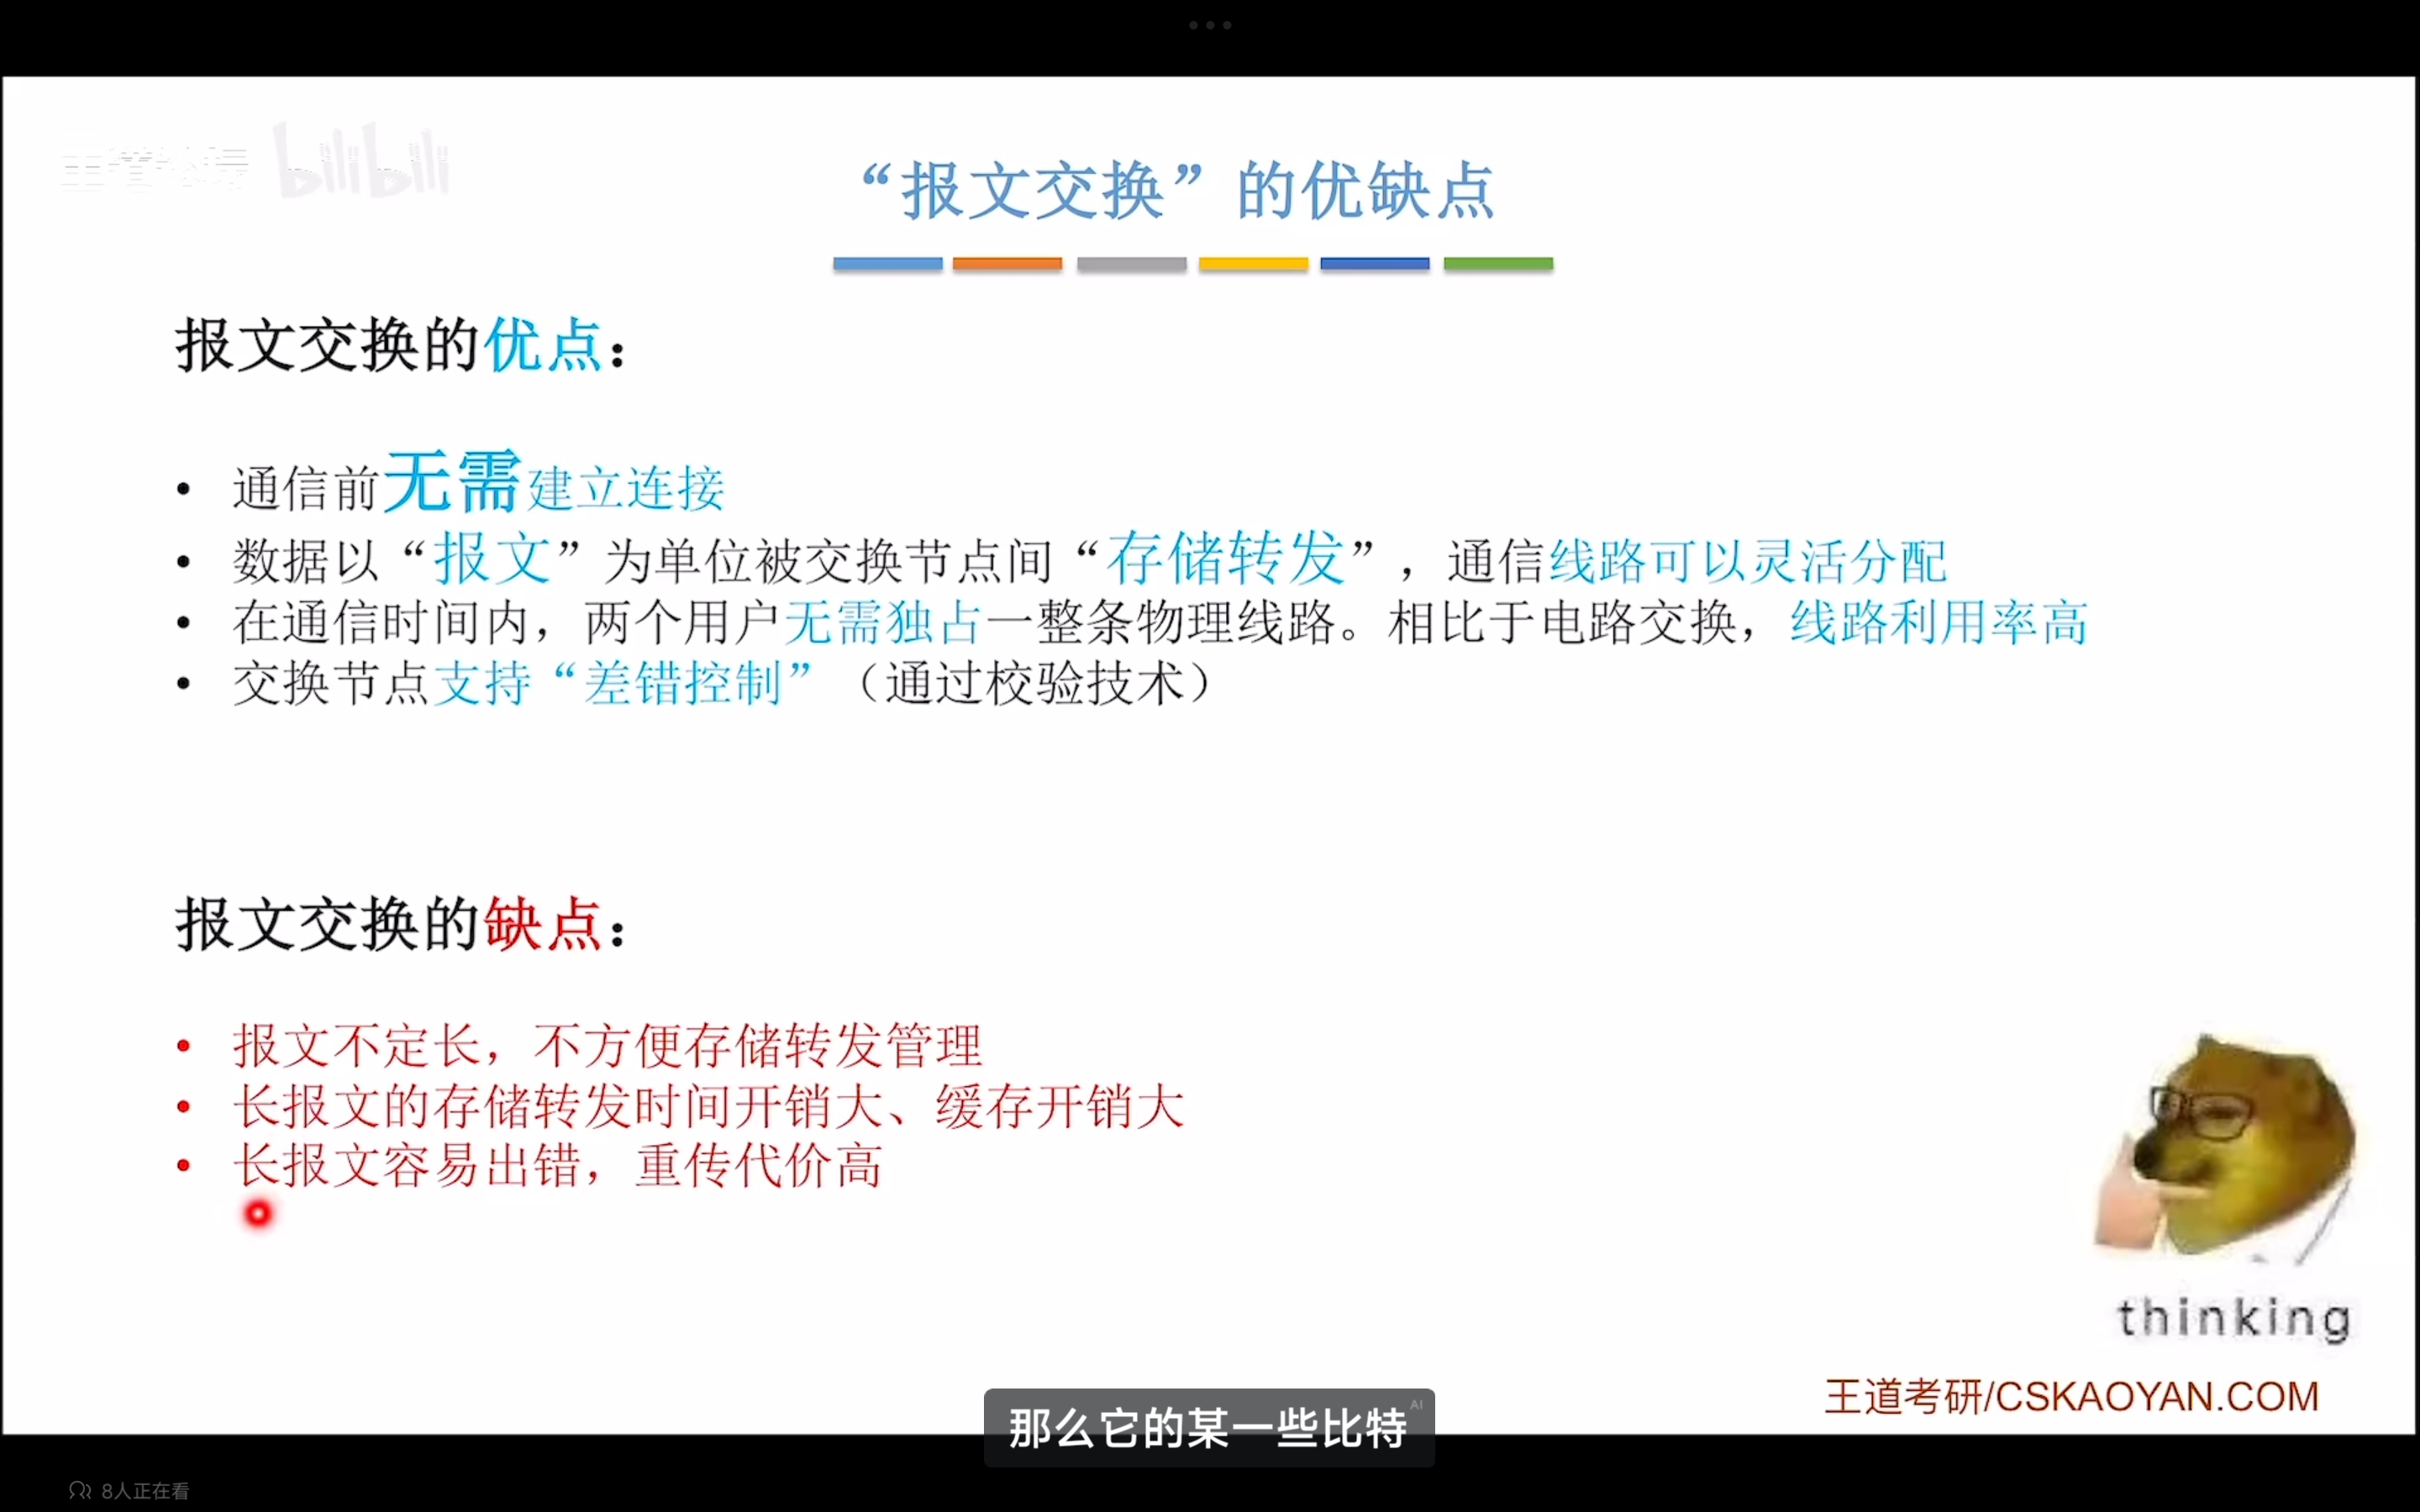 bilibili
“报文交换”的优缺点
报文交换的优点：
• 通信前无需建立连接
• 数据以“报文”为单位被交换节点间“存储转发”，通信线路可以灵活分配
• 在通信时间内，两个用户无需独占一整条物理线路。相比于电路交换，线路利用率高
• 交换节点支持“差错控制”（通过校验技术）
报文交换的缺点：
• 报文不定长，不方便存储转发管理
• 长报文的存储转发时间开销大、缓存开销大
• 长报文容易出错，重传代价高
thinking
王道考研/CSKAOYAN.COM
那么它的某一些比特
AI
8人正在看